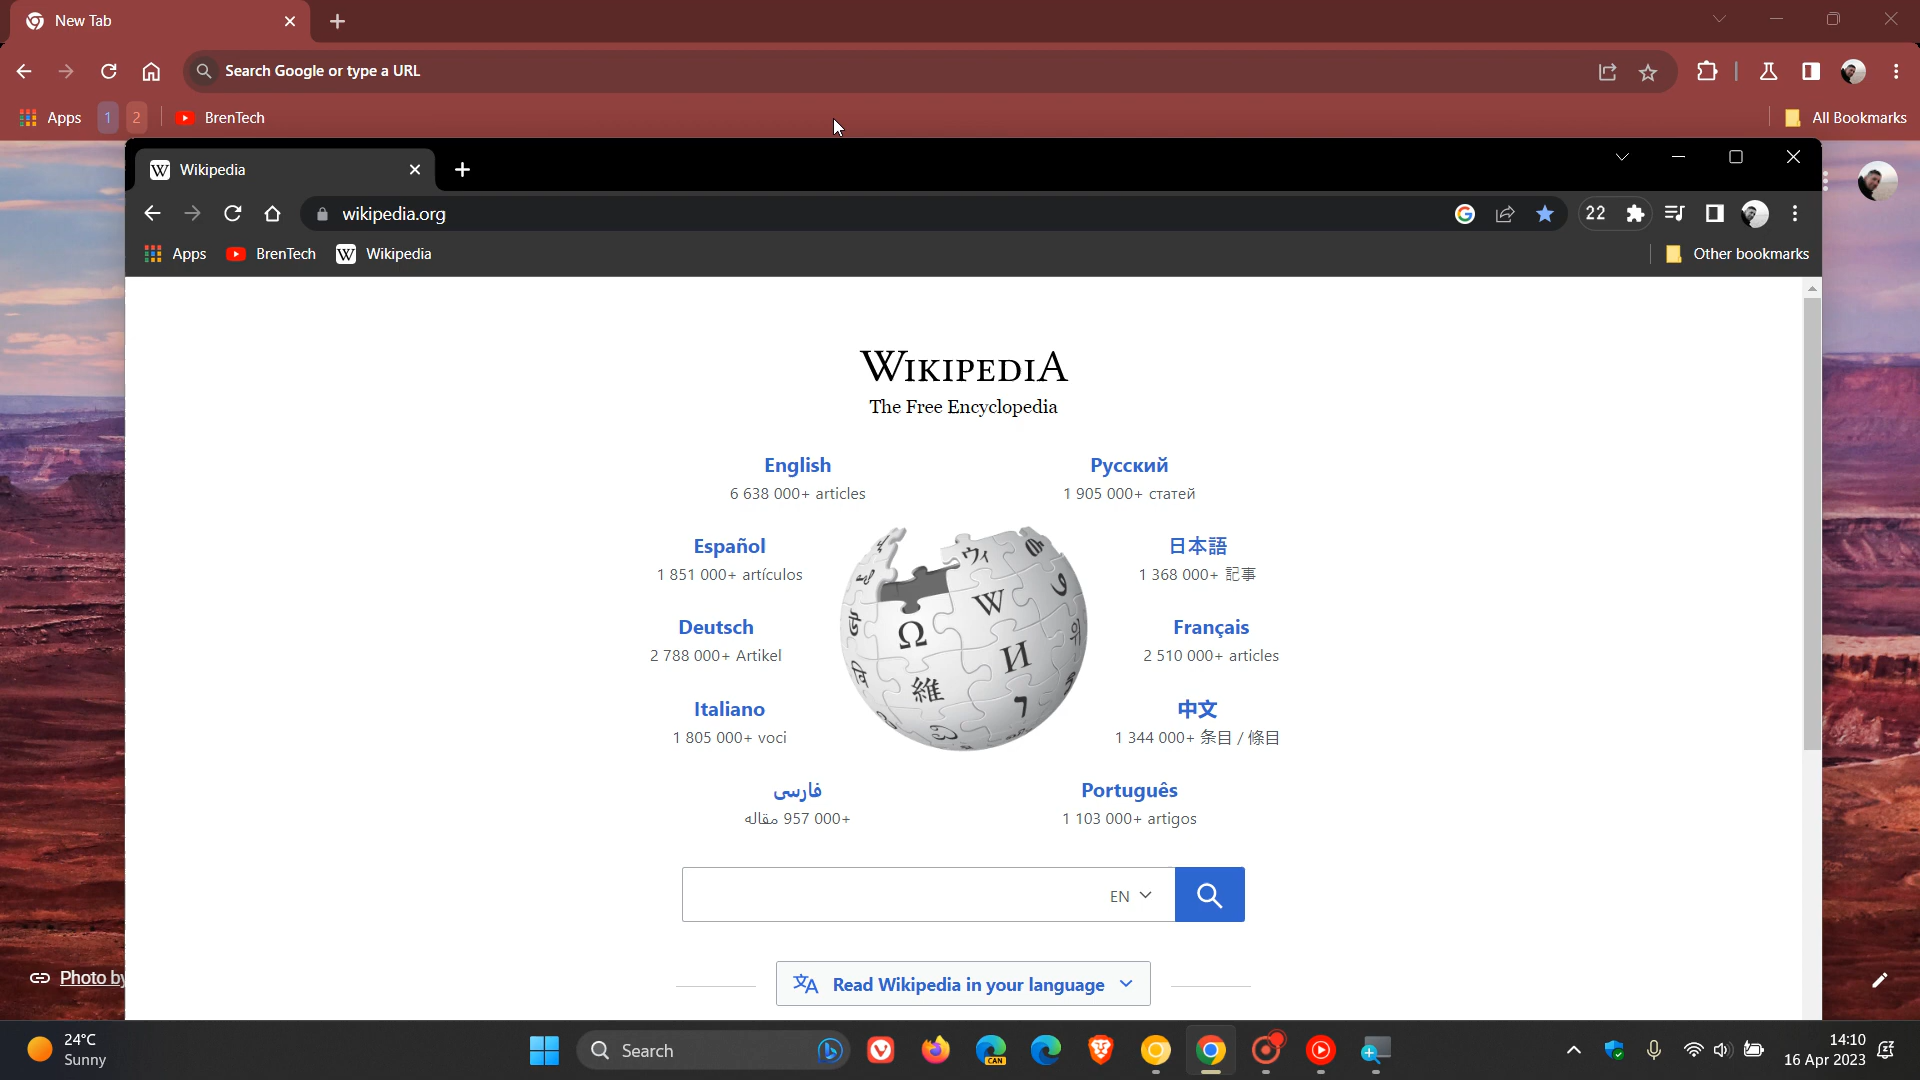 New Tab
Search Google or type a URL
Apps 1 2 BrenTech All Bookmarks
Wikipedia
wikipedia.org 22
Apps BrenTech Wikipedia Other bookmarks
WIKIPEDIA
The Free Encyclopedia
English
6 638 000+ articles
Русский
1 905 000+ статей
Español
1 851 000+ artículos
日本語
1 368 000+ 記事
Deutsch
2 788 000+ Artikel
Français
2 510 000+ articles
Italiano
1 805 000+ voci
中文
1 344 000+ 条目 / 條目
فارسی
957 000+ مقاله
Português
1 103 000+ artigos
EN
Read Wikipedia in your language
Photo by
24°C
Sunny
Search
CAN
14:10
16 Apr 2023